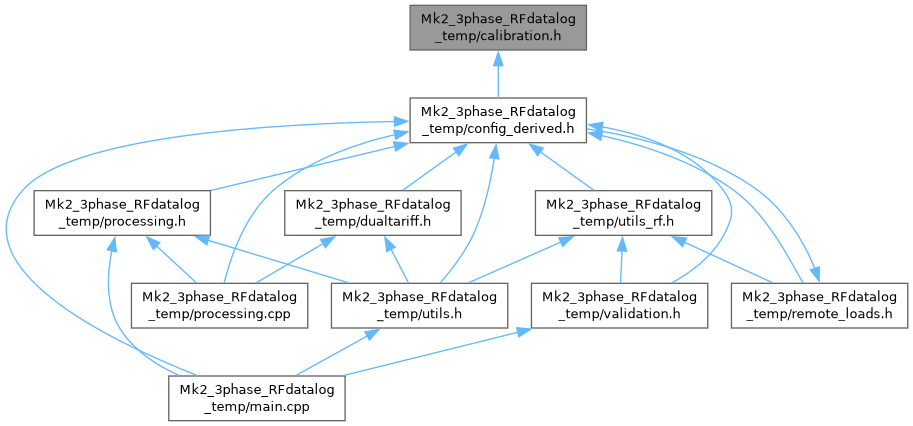 Mk2_3phase_RFdatalog
_temp/calibration.h
Mk2_3phase_RFdatalog
_temp/config_derived.h
Mk2_3phase_RFdatalog
_temp/processing.h
Mk2_3phase_RFdatalog
_temp/dualtariff.h
Mk2_3phase_RFdatalog
_temp/utils_rf.h
Mk2_3phase_RFdatalog
_temp/processing.cpp
Mk2_3phase_RFdatalog
_temp/utils.h
Mk2_3phase_RFdatalog
_temp/validation.h
Mk2_3phase_RFdatalog
_temp/remote_loads.h
Mk2_3phase_RFdatalog
_temp/main.cpp